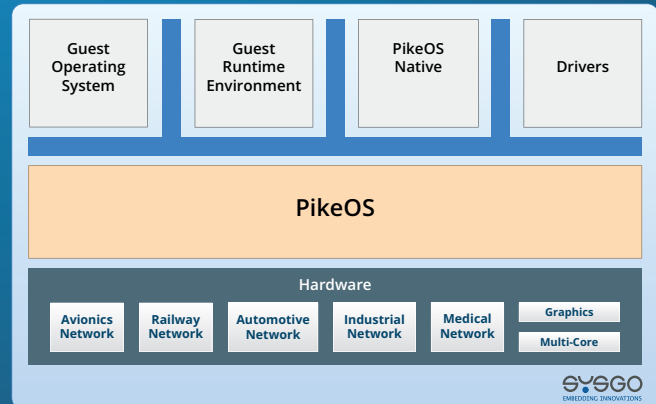 Guest
Operating
System
Guest
Runtime
Environment
PikeOS
Native
Drivers
PikeOS
Hardware
Avionics
Network
Railway
Network
Automotive
Network
Industrial
Network
Medical
Network
Graphics
Multi-Core
SYSGO
EMBEDDING INNOVATIONS